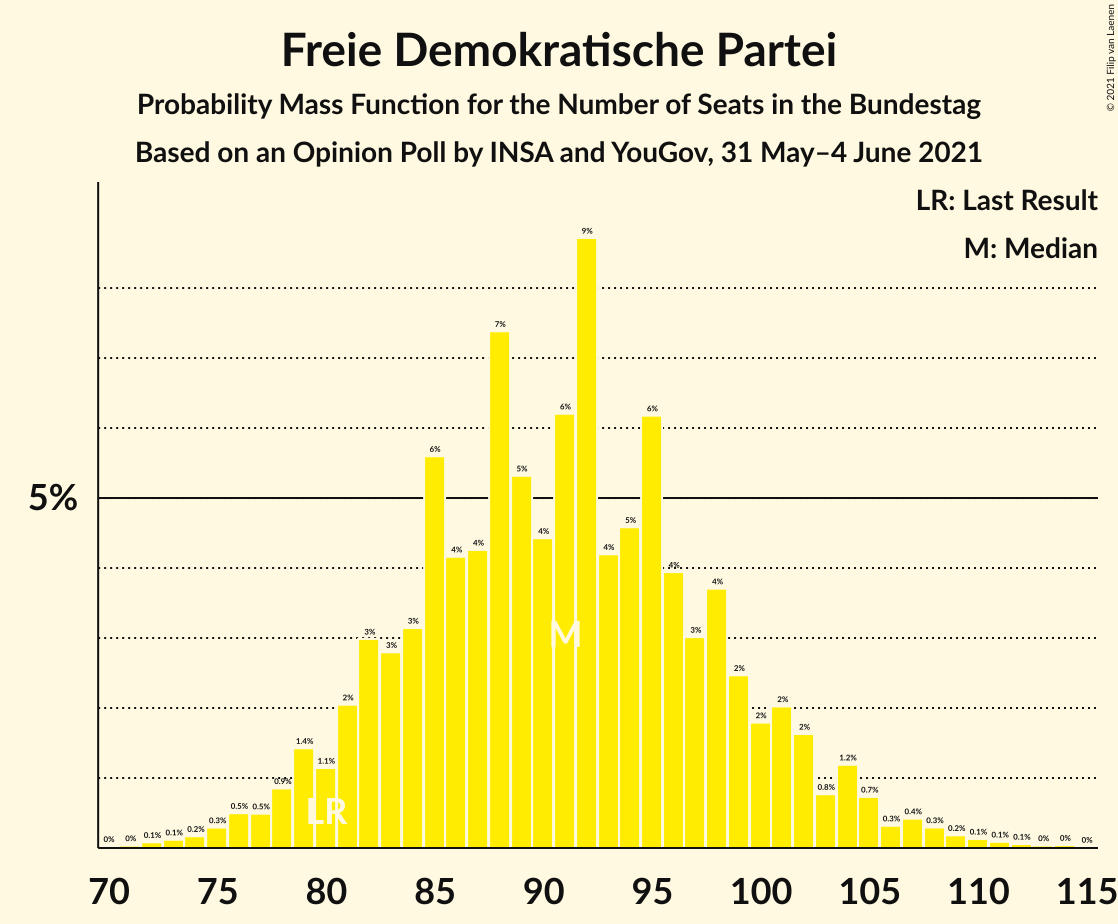 © 2021 Filip van Laenen
Freie Demokratische Partei
Probability Mass Function for the Number of Seats in the Bundestag
Based on an Opinion Poll by INSA and YouGov, 31 May–4 June 2021
LR: Last Result
M: Median
5%
0% 0% 0.1% 0.1% 0.2% 0.3% 0.5% 0.5% 0.9% 1.4% 1.1% 2% 3% 3% 3% 6% 4% 4% 7% 5% 4% 6% 9% 4% 5% 6% 4% 3% 4% 2% 2% 2% 2% 0.8% 1.2% 0.7% 0.3% 0.4% 0.3% 0.2% 0.1% 0.1% 0.1% 0% 0% 0%
M
LR
70 75 80 85 90 95 100 105 110 115